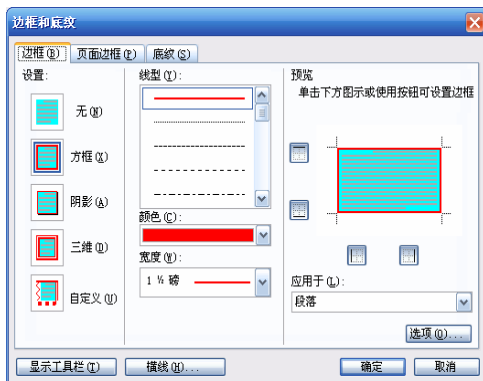 边框和底纹
边框(B) 页面边框(P) 底纹(S)
设置:
无(N)
方框(X)
阴影(A)
三维(D)
自定义(U)
线型(Y):
颜色(C):
宽度(W):
1 ½ 磅
预览
单击下方图示或使用按钮可设置边框
应用于(L):
段落
选项(O)...
显示工具栏(T) 横线(H)... 确定 取消